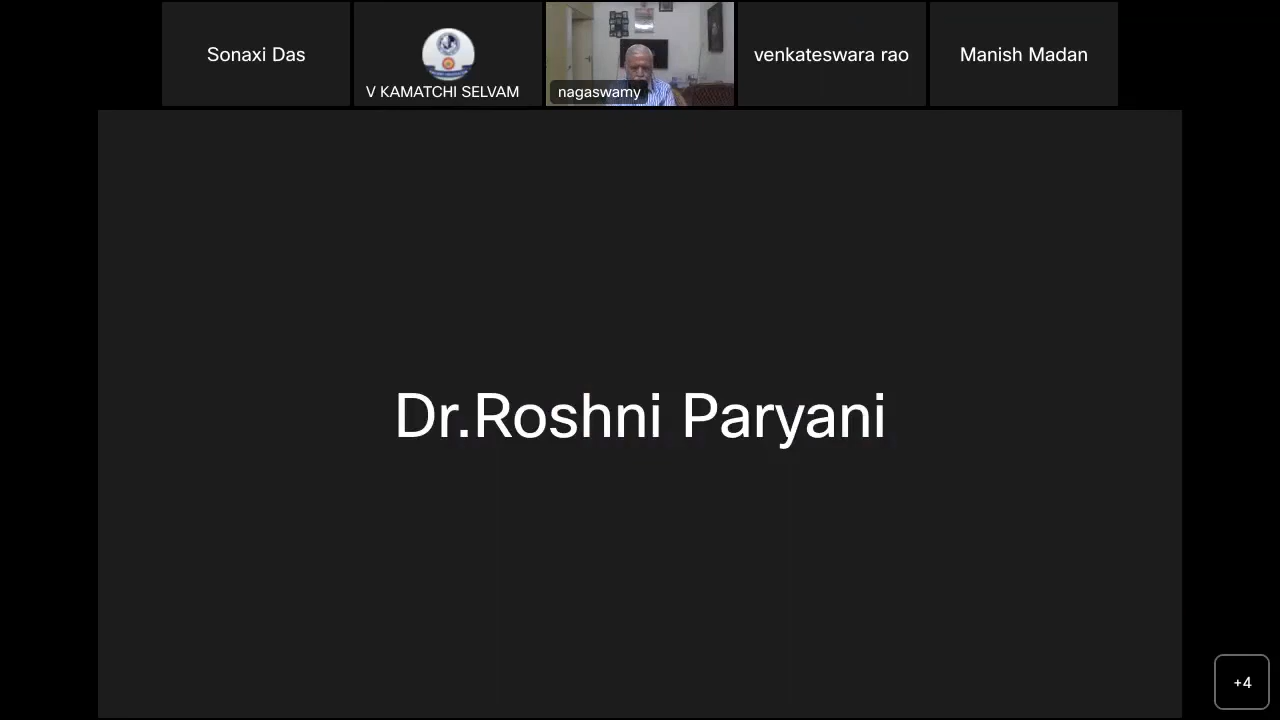 Sonaxi Das
V KAMATCHI SELVAM
nagaswamy
venkateswara rao
Manish Madan
Dr.Roshni Paryani
+4